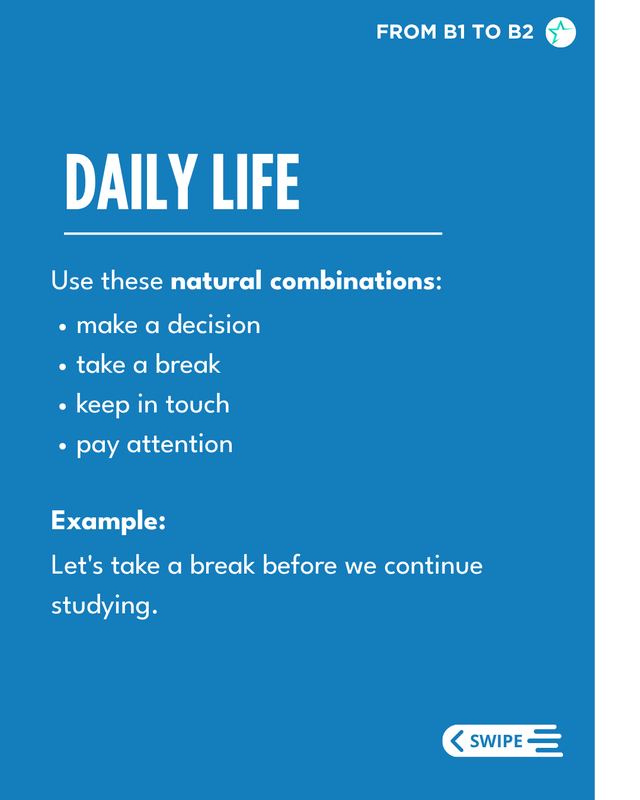 FROM B1 TO B2
DAILY LIFE
Use these natural combinations:
• make a decision
• take a break
• keep in touch
• pay attention
Example:
Let's take a break before we continue
studying.
SWIPE